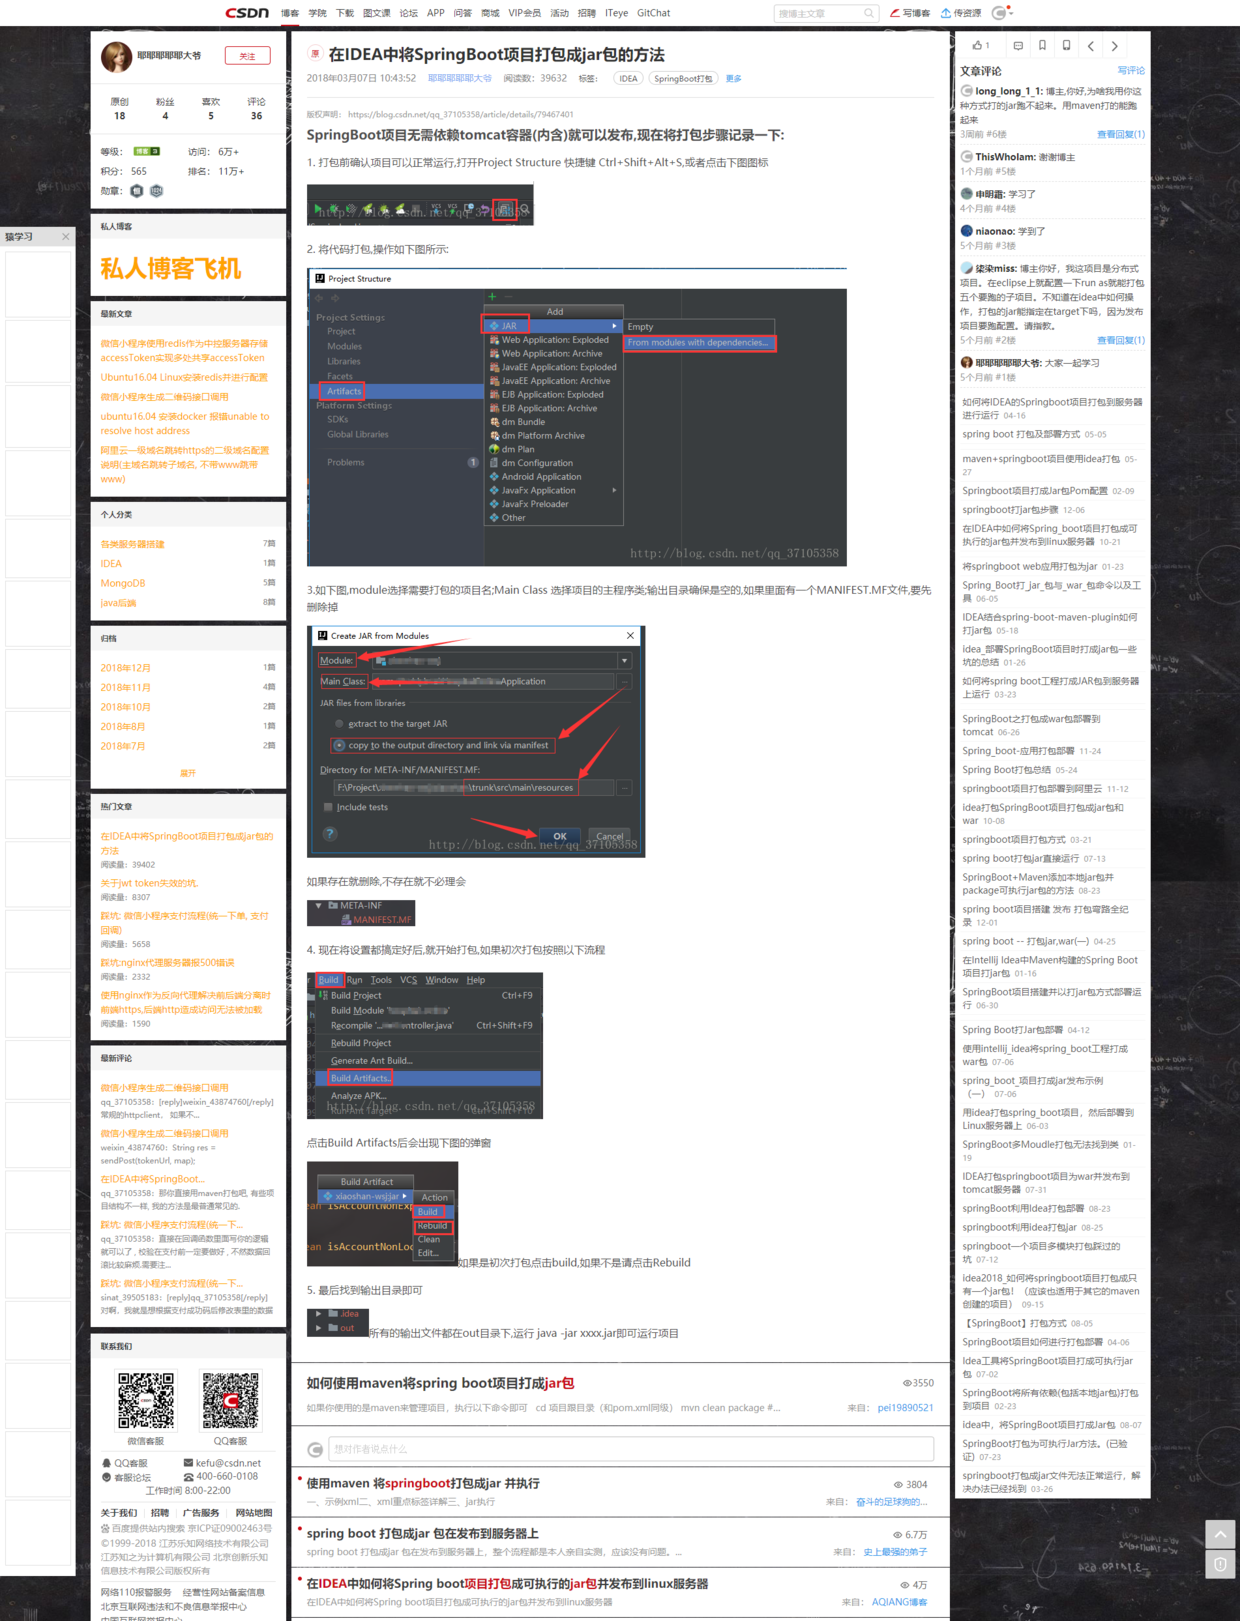 CSDN 博客 学院 下载 图文课 论坛 APP 问答 商城 VIP会员 活动 招聘 ITeye GitChat 搜博主文章 写博客 传资源
耶耶耶耶耶大爷 关注
原创 粉丝 喜欢 评论
18 4 5 36
等级： 博客 3 访问： 6万+
积分： 565 排名： 11万+
勋章：
私人博客
私人博客飞机
最新文章
微信小程序使用redis作为中控服务器存储
accessToken实现多处共享accessToken
Ubuntu16.04 Linux安装redis并进行配置
微信小程序生成二维码接口调用
ubuntu16.04 安装docker 报错unable to
resolve host address
阿里云一级域名跳转https的二级域名配置
说明(主域名跳转子域名, 不带www跳带
www)
个人分类
各类服务器搭建 7篇
IDEA 1篇
MongoDB 5篇
java后端 8篇
归档
2018年12月 1篇
2018年11月 4篇
2018年10月 2篇
2018年8月 1篇
2018年7月 2篇
展开
热门文章
在IDEA中将SpringBoot项目打包成jar包的
方法
阅读量：39402
关于jwt token失效的坑.
阅读量：8307
踩坑: 微信小程序支付流程(统一下单, 支付
回调)
阅读量：5658
踩坑:nginx代理服务器报500错误
阅读量：2332
使用nginx作为反向代理解决前后端分离时
前端https,后端http造成访问无法被加载
阅读量：1590
最新评论
微信小程序生成二维码接口调用
qq_37105358：[reply]weixin_43874760[/reply]
常规的httpclient， 如果不...
微信小程序生成二维码接口调用
weixin_43874760：String res =
sendPost(tokenUrl, map);
在IDEA中将SpringBoot...
qq_37105358：那你直接用maven打包吧, 有些项
目结构不一样, 我的方法是最普通常见的.
踩坑: 微信小程序支付流程(统一下...
qq_37105358：直接在回调函数里面写你的逻辑
就可以了，校验在支付前一定要做好，不然数据回
滚比较麻烦,需要注...
踩坑: 微信小程序支付流程(统一下...
sinat_39505183：[reply]qq_37105358[/reply]
对啊，我就是想根据支付成功后修改表里的数据
联系我们
微信客服 QQ客服
QQ客服 kefu@csdn.net
客服论坛 400-660-0108
工作时间 8:00-22:00
关于我们 招聘 广告服务 网站地图
百度提供站内搜索 京ICP证09002463号
©1999-2018 江苏乐知网络技术有限公司
江苏知之为计算机有限公司 北京创新乐知
信息技术有限公司版权所有
网络110报警服务 经营性网站备案信息
北京互联网违法和不良信息举报中心
中国互联网举报中心
猿学习
原 在IDEA中将SpringBoot项目打包成jar包的方法
2018年03月07日 10:43:52 耶耶耶耶耶大爷 阅读数：39632 标签： IDEA SpringBoot打包 更多
版权声明： https://blog.csdn.net/qq_37105358/article/details/79467401
SpringBoot项目无需依赖tomcat容器(内含)就可以发布,现在将打包步骤记录一下:
1. 打包前确认项目可以正常运行,打开Project Structure 快捷键 Ctrl+Shift+Alt+S,或者点击下图图标
http://blog.csdn.net/qq_37105358
2. 将代码打包,操作如下图所示:
Project Structure
Project Settings
Project
Modules
Libraries
Facets
Artifacts
Platform Settings
SDKs
Global Libraries
Problems 1
Add
JAR
Web Application: Exploded
Web Application: Archive
JavaEE Application: Exploded
JavaEE Application: Archive
EJB Application: Exploded
EJB Application: Archive
dm Bundle
dm Platform Archive
dm Plan
dm Configuration
Android Application
JavaFx Application
JavaFx Preloader
Other
Empty
From modules with dependencies...
http://blog.csdn.net/qq_37105358
3.如下图,module选择需要打包的项目名;Main Class 选择项目的主程序类;输出目录确保是空的,如果里面有一个MANIFEST.MF文件,要先
删除掉
Create JAR from Modules
Module:
Main Class: Application
JAR files from libraries
extract to the target JAR
copy to the output directory and link via manifest
Directory for META-INF/MANIFEST.MF:
F:\Project\ \trunk\src\main\resources
Include tests
OK Cancel
http://blog.csdn.net/qq_37105358
如果存在就删除,不存在就不必理会
META-INF
MANIFEST.MF
4. 现在将设置都搞定好后,就开始打包,如果初次打包按照以下流程
Build Run Tools VCS Window Help
Build Project Ctrl+F9
Build Module
Recompile '...ntroller.java' Ctrl+Shift+F9
Rebuild Project
Generate Ant Build...
Build Artifacts...
Analyze APK...
Run Ant Target Ctrl+Shift+F10
http://blog.csdn.net/qq_37105358
点击Build Artifacts后会出现下图的弹窗
Build Artifact
xiaoshan-wsj:jar Action
Build
Rebuild
Clean
Edit...
ean isAccountNonExp
ean isAccountNonLoc
如果是初次打包点击build,如果不是请点击Rebuild
5. 最后找到输出目录即可
.idea
out
所有的输出文件都在out目录下,运行 java -jar xxxx.jar即可运行项目
如何使用maven将spring boot项目打成jar包 3550
如果你使用的是maven来管理项目，执行以下命令即可 cd 项目跟目录（和pom.xml同级） mvn clean package #... 来自： pei19890521
想对作者说点什么
使用maven 将springboot打包成jar 并执行 3804
一、示例xml二、xml重点标签详解三、jar执行 来自： 奋斗的足球狗的...
spring boot 打包成jar 包在发布到服务器上 6.7万
spring boot 打包成jar 包在发布到服务器上，整个流程都是本人亲自实测，应该没有问题。... 来自： 史上最强的弟子
在IDEA中如何将Spring boot项目打包成可执行的jar包并发布到linux服务器 4万
在IDEA中如何将Spring boot项目打包成可执行的jar包并发布到linux服务器 来自： AQIANG博客
1
文章评论 写评论
long_long_1_1: 博主,你好,为啥我用你这
种方式打的jar跑不起来。用maven打的能跑
起来
3周前 #6楼 查看回复(1)
ThisWhoIam: 谢谢博主
1个月前 #5楼
申明霜: 学习了
4个月前 #4楼
niaonao: 学到了
5个月前 #3楼
柒染miss: 博主你好，我这项目是分布式
项目。在eclipse上就配置一下run as就能打包
五个要跑的子项目。不知道在idea中如何操
作，打包的jar能指定在target下吗，因为发布
项目要跑配置。请指教。
5个月前 #2楼 查看回复(1)
耶耶耶耶耶大爷: 大家一起学习
5个月前 #1楼
如何将IDEA的Springboot项目打包到服务器
进行运行 04-16
spring boot 打包及部署方式 05-05
maven+springboot项目使用idea打包 05-
27
Springboot项目打成Jar包Pom配置 02-09
springboot打jar包步骤 12-06
在IDEA中如何将Spring_boot项目打包成可
执行的jar包并发布到linux服务器 10-21
将springboot web应用打包为jar 01-23
Spring_Boot打_jar_包与_war_包命令以及工
具 06-05
IDEA结合spring-boot-maven-plugin如何
打jar包 05-18
idea_部署SpringBoot项目时打成jar包一些
坑的总结 01-26
如何将spring boot工程打成JAR包到服务器
上运行 03-23
SpringBoot之打包成war包部署到
tomcat 06-26
Spring_boot-应用打包部署 11-24
Spring Boot打包总结 05-24
springboot项目打包部署到阿里云 11-12
idea打包SpringBoot项目打包成jar包和
war 10-08
springboot项目打包方式 03-21
spring boot打包jar直接运行 07-13
SpringBoot+Maven添加本地jar包并
package可执行jar包的方法 08-23
spring boot项目搭建 发布 打包弯路全纪
录 12-01
spring boot -- 打包jar,war(一) 04-25
在Intellij Idea中Maven构建的Spring Boot
项目打jar包 01-16
SpringBoot项目搭建并以打jar包方式部署运
行 06-30
Spring Boot打Jar包部署 04-12
使用intellij_idea将spring_boot工程打成
war包 07-06
spring_boot_项目打成jar发布示例
（一） 07-06
用idea打包spring_boot项目，然后部署到
Linux服务器上 06-03
SpringBoot多Moudle打包无法找到类 01-
19
IDEA打包springboot项目为war并发布到
tomcat服务器 07-31
springBoot利用Idea打包部署 08-23
springboot利用Idea打包jar 08-25
springboot一个项目多模块打包踩过的
坑 07-12
idea2018_如何将springboot项目打包成只
有一个jar包！（应该也适用于其它的maven
创建的项目） 09-15
【SpringBoot】打包方式 08-05
SpringBoot项目如何进行打包部署 04-06
Idea工具将SpringBoot项目打成可执行jar
包 07-02
SpringBoot将所有依赖(包括本地jar包)打包
到项目 02-23
idea中，将SpringBoot项目打成Jar包 08-07
SpringBoot打包为可执行Jar方法。(已验
证) 07-23
springboot打包成jar文件无法正常运行，解
决办法已经找到 03-26